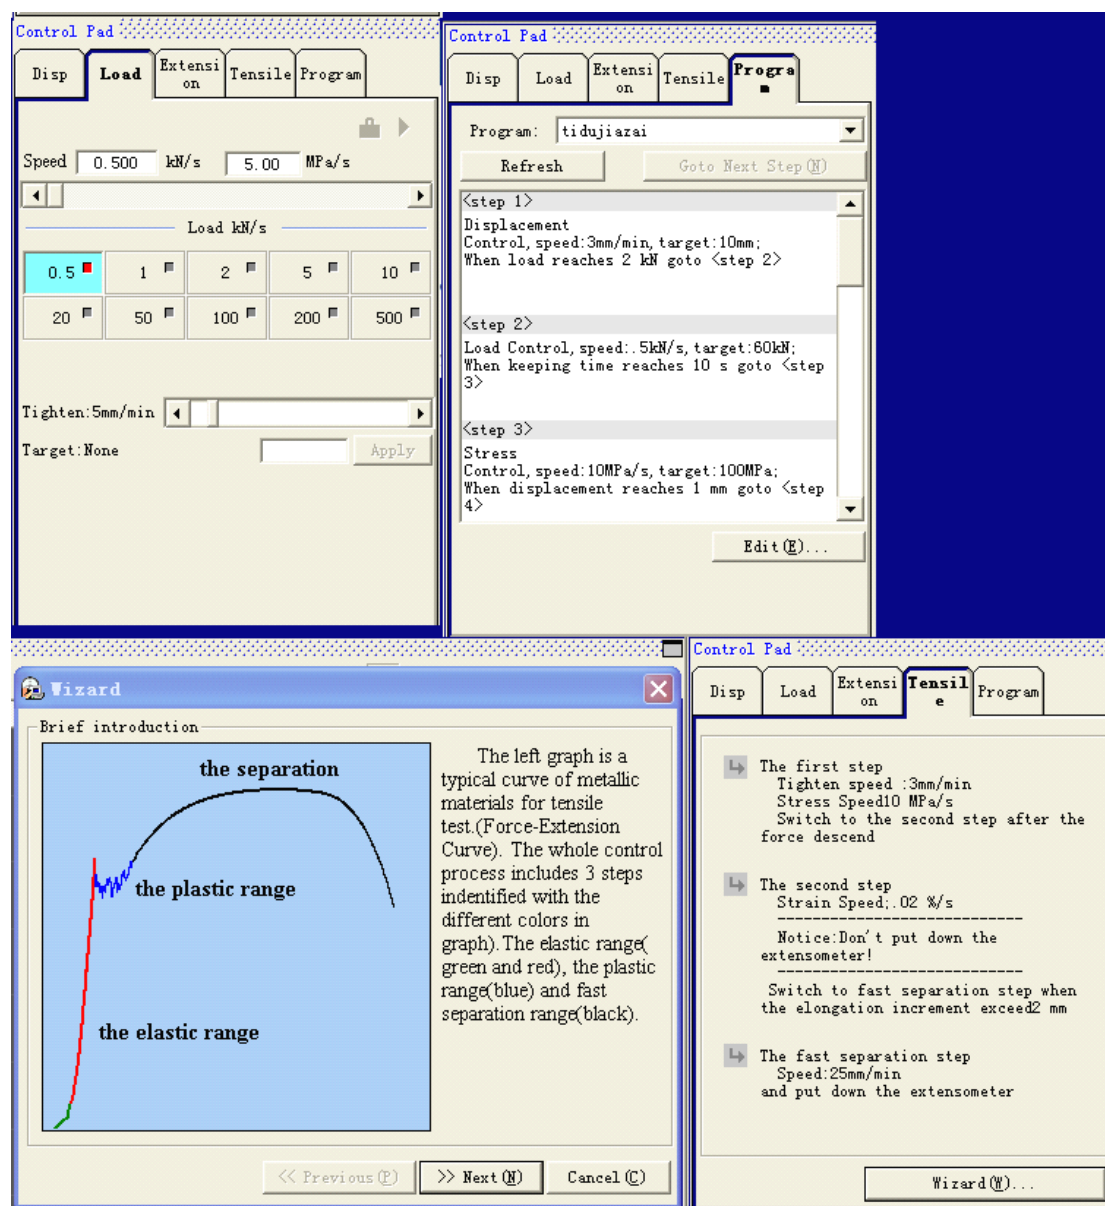 Control Pad
Disp
Load
Extensi
on
Tensile
Program
Speed 0.500 kN/s 5.00 MPa/s
Load kN/s
0.5 1 2 5 10
20 50 100 200 500
Tighten:5mm/min
Target:None
Apply
Control Pad
Disp
Load
Extensi
on
Tensile
Progra
m
Program: tidujiazai
Refresh
Goto Next Step(N)
<step 1>
Displacement
Control, speed:3mm/min, target:10mm;
When load reaches 2 kN goto <step 2>
<step 2>
Load Control, speed:.5kN/s, target:60kN;
When keeping time reaches 10 s goto <step
3>
<step 3>
Stress
Control, speed:10MPa/s, target:100MPa;
When displacement reaches 1 mm goto <step
4>
Edit(E)...
Wizard
Brief introduction
the separation
the plastic range
the elastic range
The left graph is a
typical curve of metallic
materials for tensile
test.(Force-Extension
Curve). The whole control
process includes 3 steps
indentified with the
different colors in
graph).The elastic range(
green and red), the plastic
range(blue) and fast
separation range(black).
<< Previous(P)
>> Next(N)
Cancel(C)
Control Pad
Disp
Load
Extensi
on
Tensil
e
Program
The first step
Tighten speed :3mm/min
Stress Speed10 MPa/s
Switch to the second step after the
force descend
The second step
Strain Speed;.02 %/s
----------------------------
Notice:Don't put down the
extensometer!
----------------------------
Switch to fast separation step when
the elongation increment exceed2 mm
The fast separation step
Speed:25mm/min
and put down the extensometer
Wizard(W)...